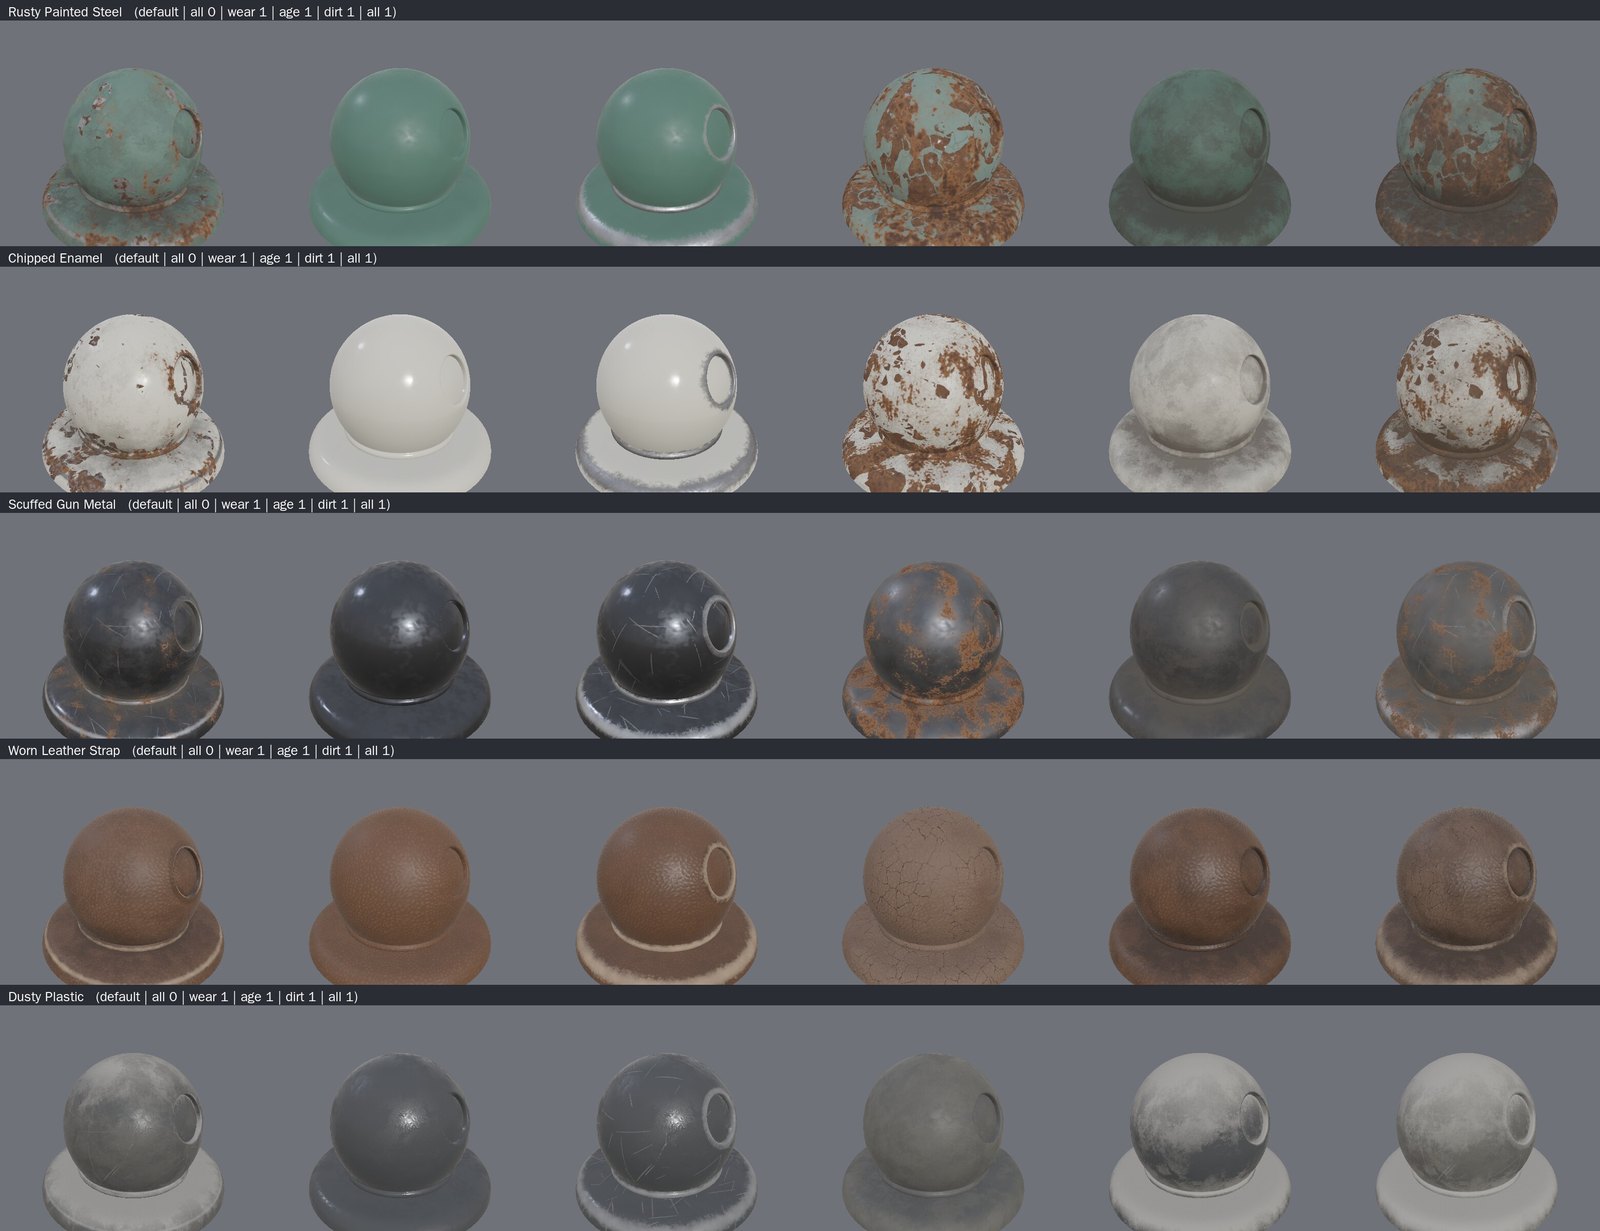 Rusty Painted Steel (default | all 0 | wear 1 | age 1 | dirt 1 | all 1)
Chipped Enamel (default | all 0 | wear 1 | age 1 | dirt 1 | all 1)
Scuffed Gun Metal (default | all 0 | wear 1 | age 1 | dirt 1 | all 1)
Worn Leather Strap (default | all 0 | wear 1 | age 1 | dirt 1 | all 1)
Dusty Plastic (default | all 0 | wear 1 | age 1 | dirt 1 | all 1)